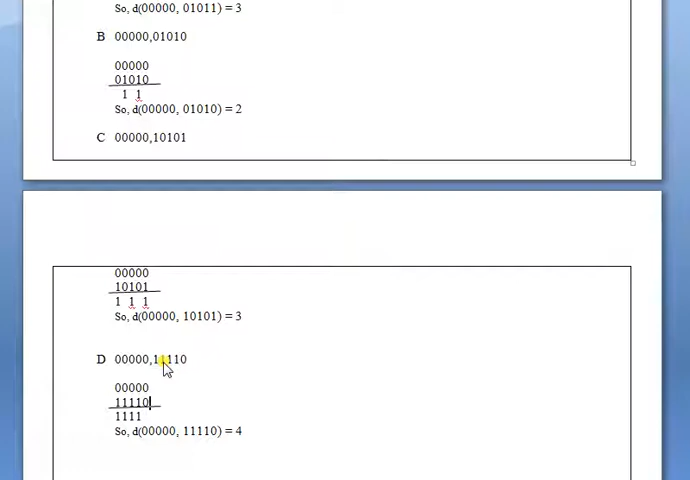 So, d(00000, 01011) = 3
B 00000,01010
00000
01010
1 1
So, d(00000, 01010) = 2
C 00000,10101
00000
10101
1 1 1
So, d(00000, 10101) = 3
D 00000,11110
00000
11110
1111
So, d(00000, 11110) = 4